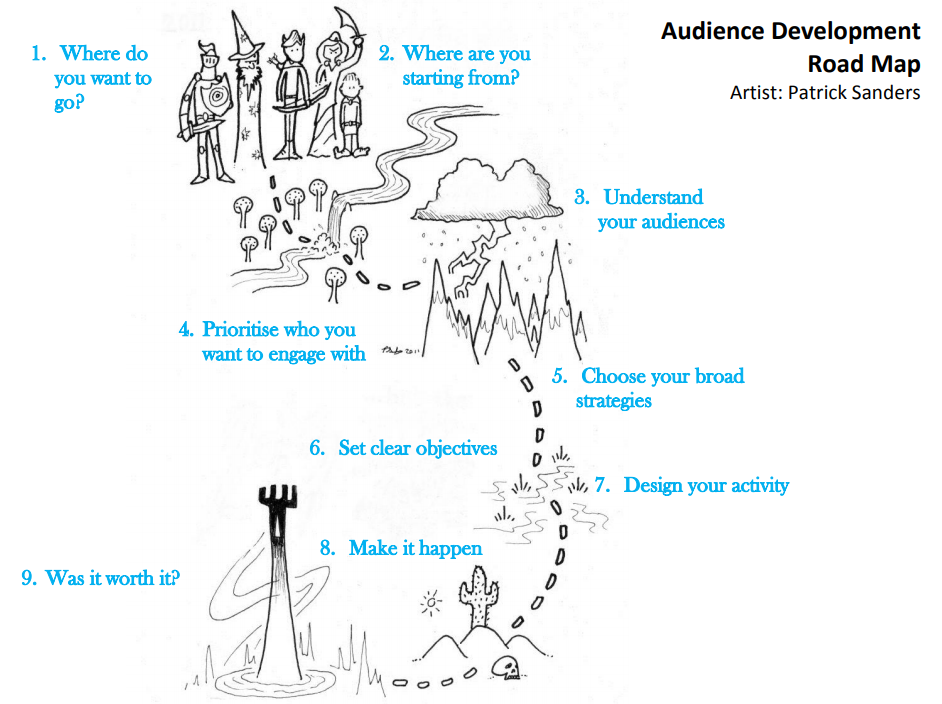 Audience Development
Road Map
Artist: Patrick Sanders
1. Where do
you want to
go?
2. Where are you
starting from?
3. Understand
your audiences
4. Prioritise who you
want to engage with
5. Choose your broad
strategies
6. Set clear objectives
7. Design your activity
8. Make it happen
9. Was it worth it?